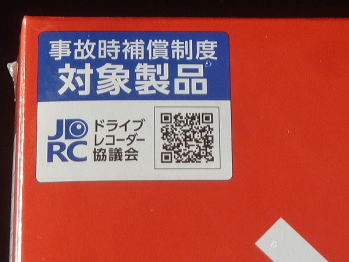 事故時補償制度
対象製品
JDRC
ドライブ
レコーダー
協議会